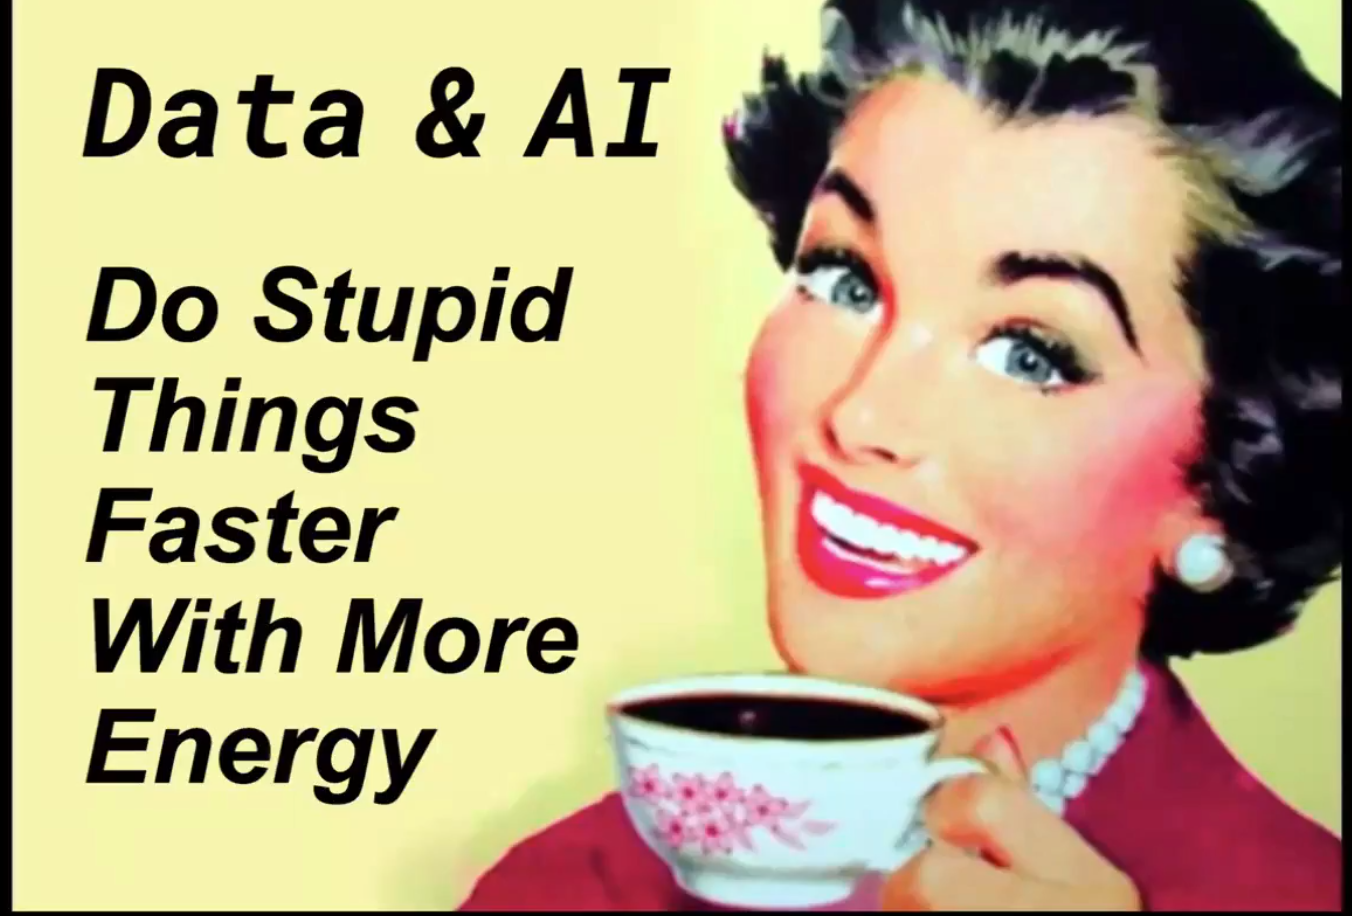 Data & AI
Do Stupid
Things
Faster
With More
Energy